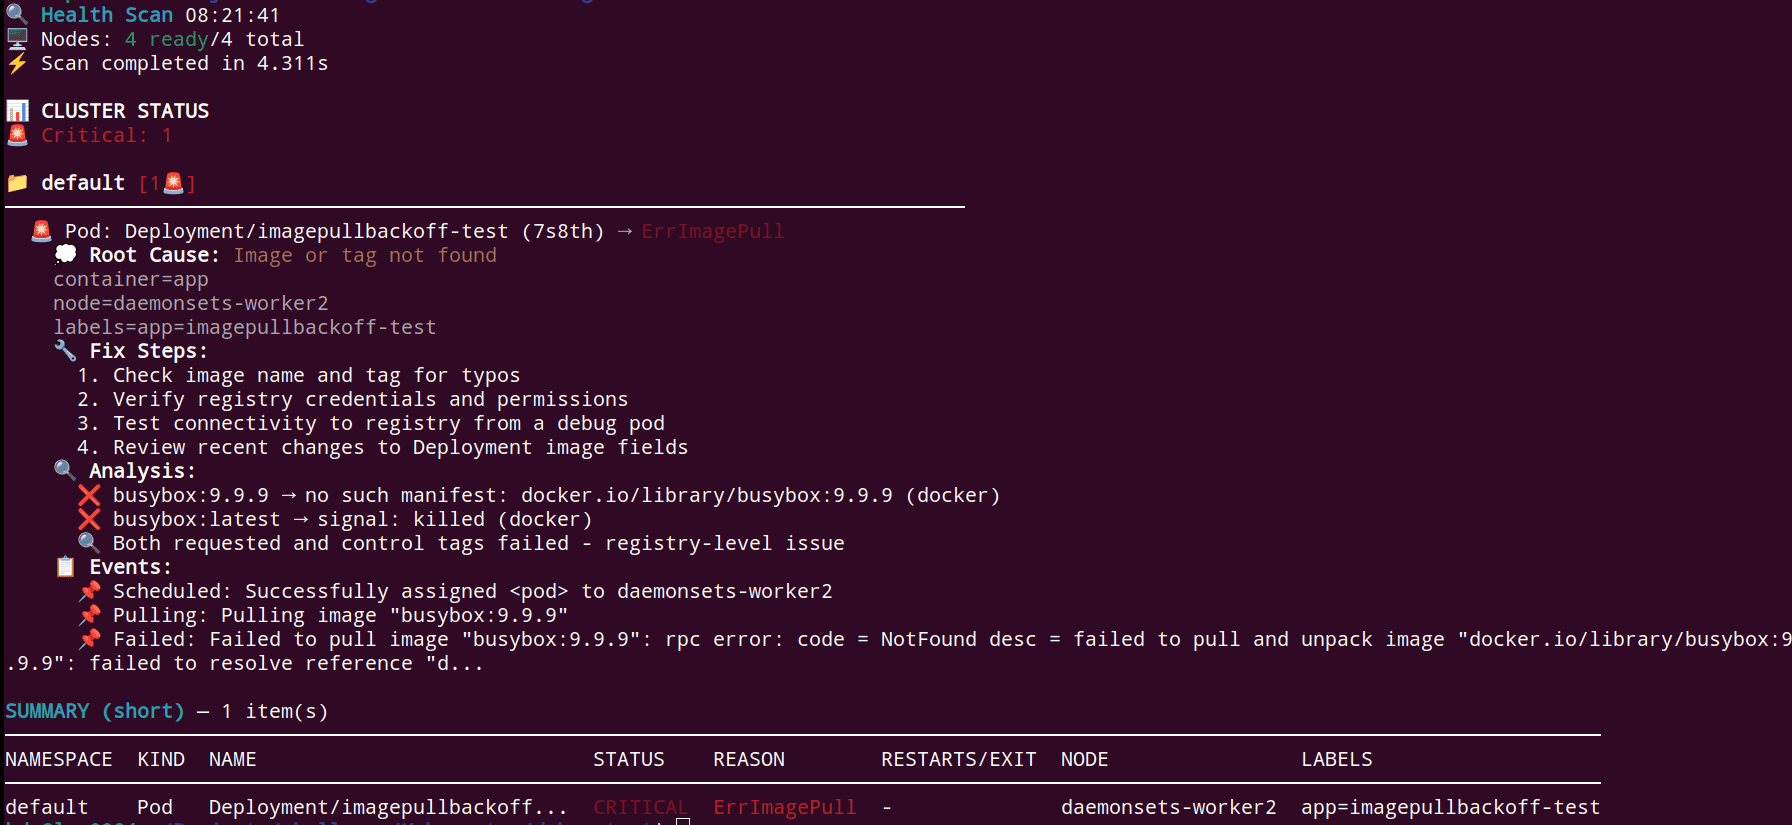 Health Scan 08:21:41
Nodes: 4 ready/4 total
Scan completed in 4.311s
CLUSTER STATUS
Critical: 1
default [1🚨]
Pod: Deployment/imagepullbackoff-test (7s8th) → ErrImagePull
Root Cause: Image or tag not found
container=app
node=daemonsets-worker2
labels=app=imagepullbackoff-test
Fix Steps:
1. Check image name and tag for typos
2. Verify registry credentials and permissions
3. Test connectivity to registry from a debug pod
4. Review recent changes to Deployment image fields
Analysis:
❌ busybox:9.9.9 → no such manifest: docker.io/library/busybox:9.9.9 (docker)
❌ busybox:latest → signal: killed (docker)
Both requested and control tags failed - registry-level issue
Events:
Scheduled: Successfully assigned <pod> to daemonsets-worker2
Pulling: Pulling image "busybox:9.9.9"
Failed: Failed to pull image "busybox:9.9.9": rpc error: code = NotFound desc = failed to pull and unpack image "docker.io/library/busybox:9
.9.9": failed to resolve reference "d...
SUMMARY (short) — 1 item(s)
NAMESPACE KIND NAME STATUS REASON RESTARTS/EXIT NODE LABELS
default Pod Deployment/imagepullbackoff... CRITICAL ErrImagePull - daemonsets-worker2 app=imagepullbackoff-test